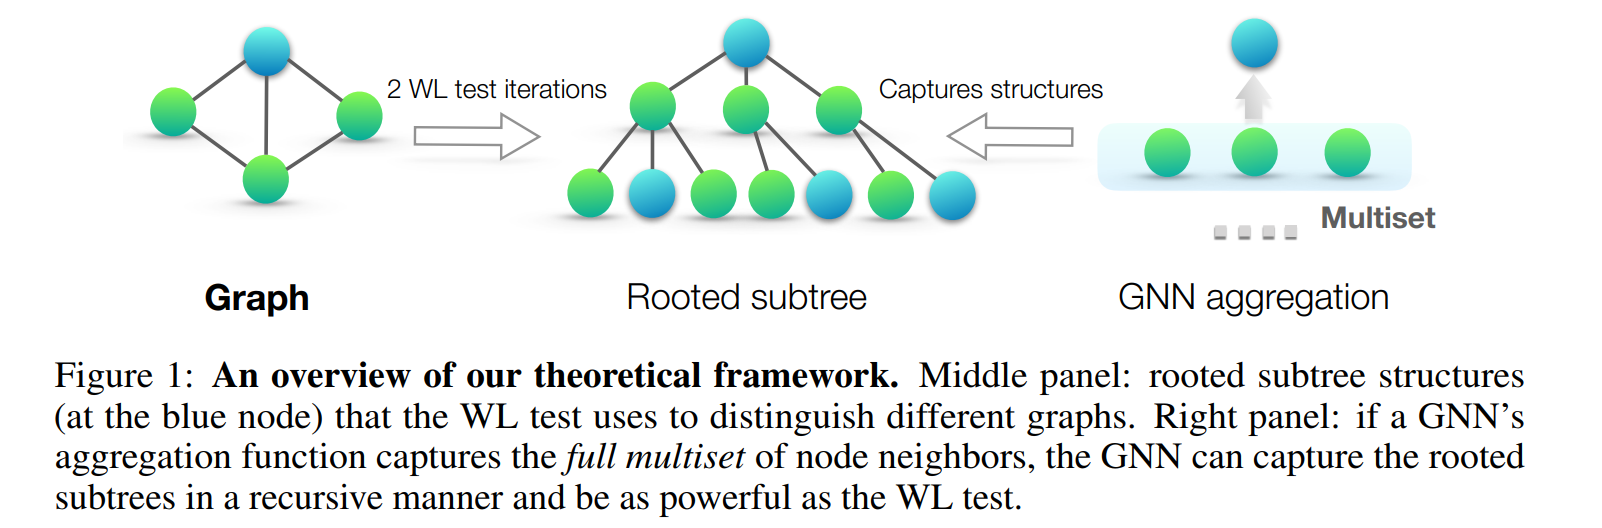 2 WL test iterations
Captures structures
Multiset
Graph
Rooted subtree
GNN aggregation
Figure 1: An overview of our theoretical framework. Middle panel: rooted subtree structures
(at the blue node) that the WL test uses to distinguish different graphs. Right panel: if a GNN's
aggregation function captures the full multiset of node neighbors, the GNN can capture the rooted
subtrees in a recursive manner and be as powerful as the WL test.